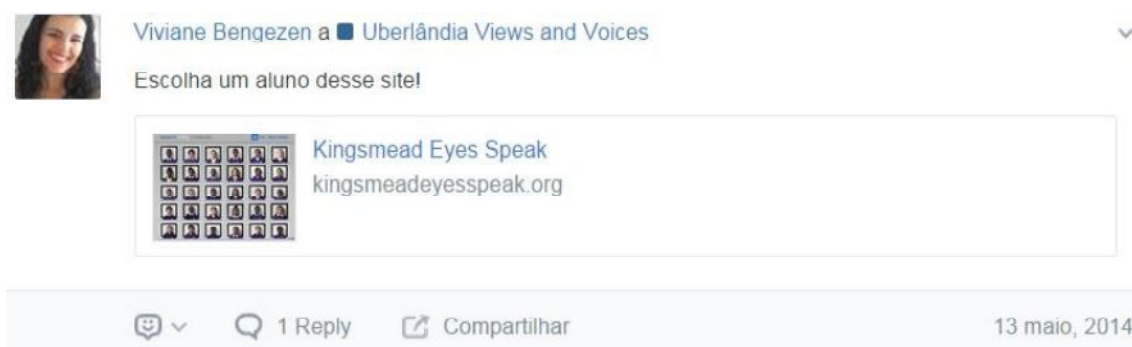 Viviane Bengezen a Uberlândia Views and Voices
Escolha um aluno desse site!
Kingsmead Eyes Speak
kingsmeadeyesspeak.org
1 Reply Compartilhar 13 maio, 2014